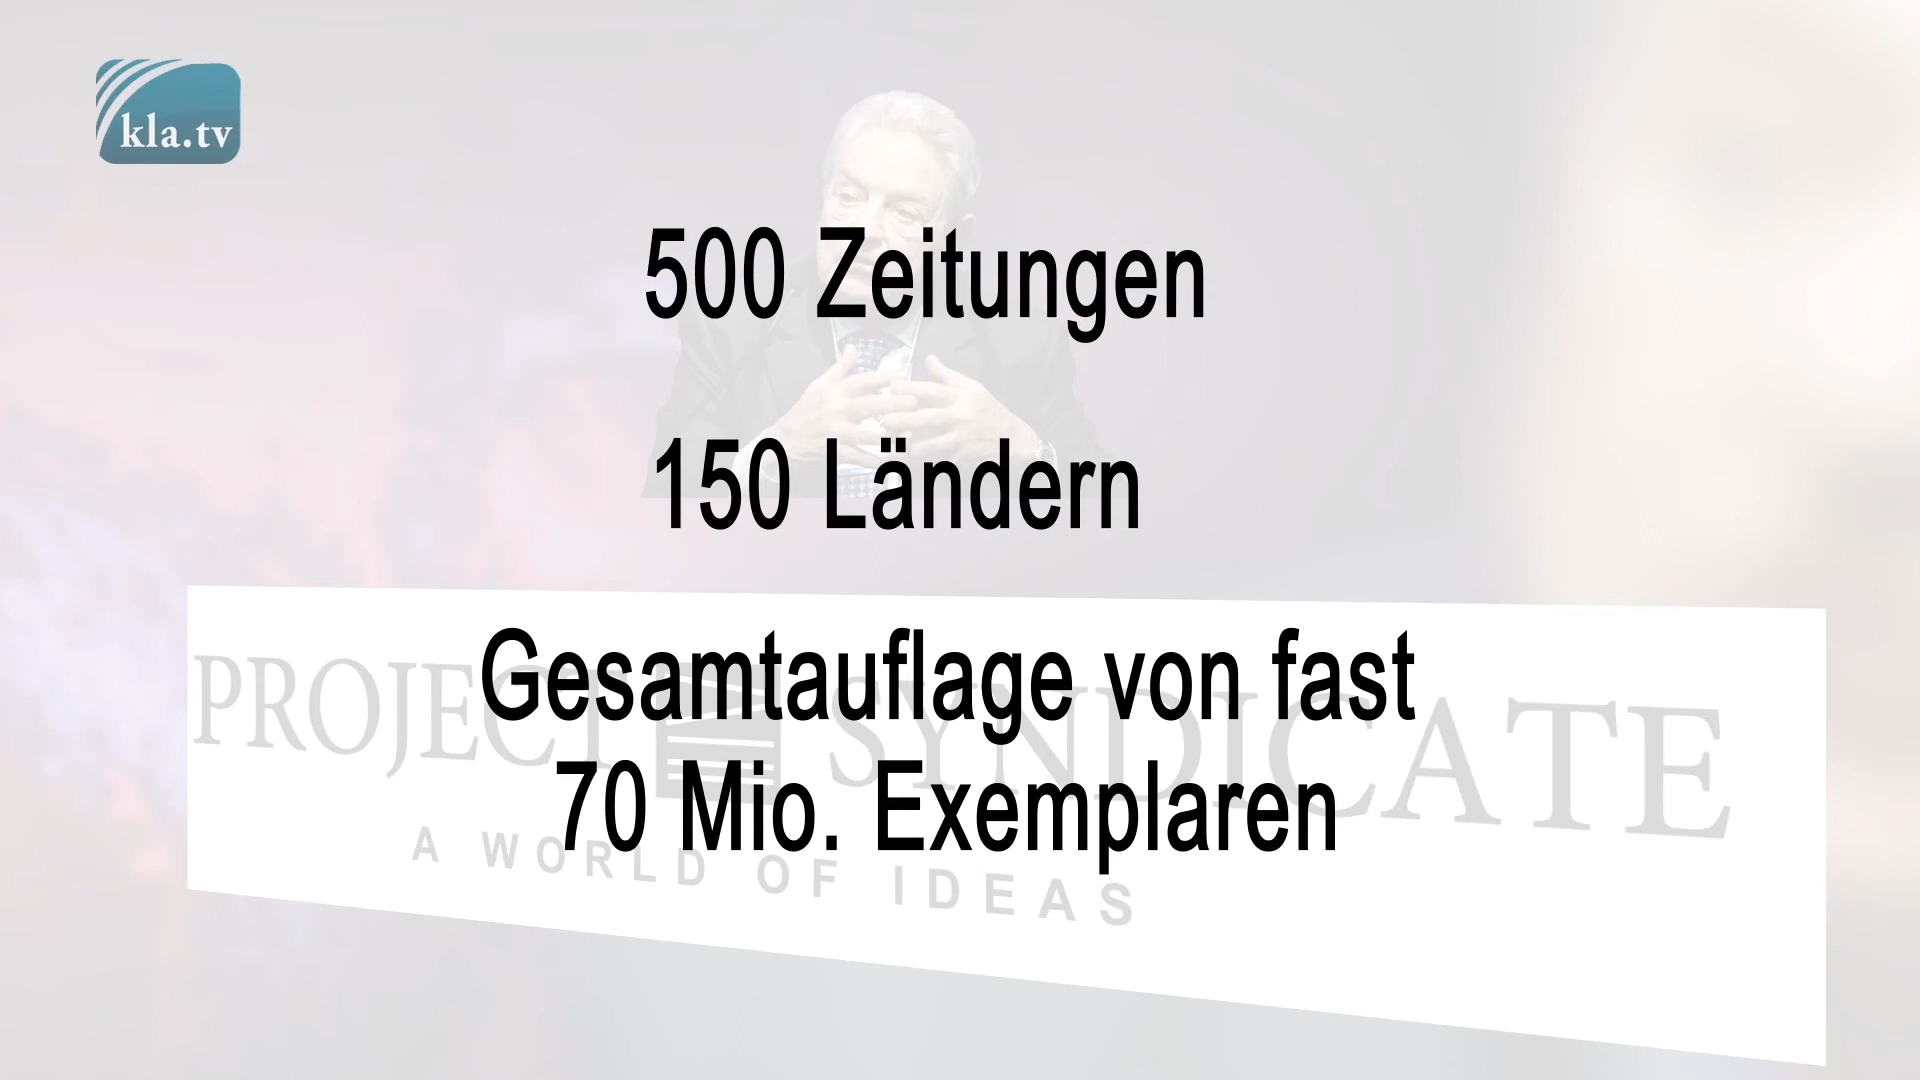 kla.tv
500 Zeitungen
150 Ländern
Gesamtauflage von fast
70 Mio. Exemplaren
PROJECT SYNDICATE
A WORLD OF IDEAS